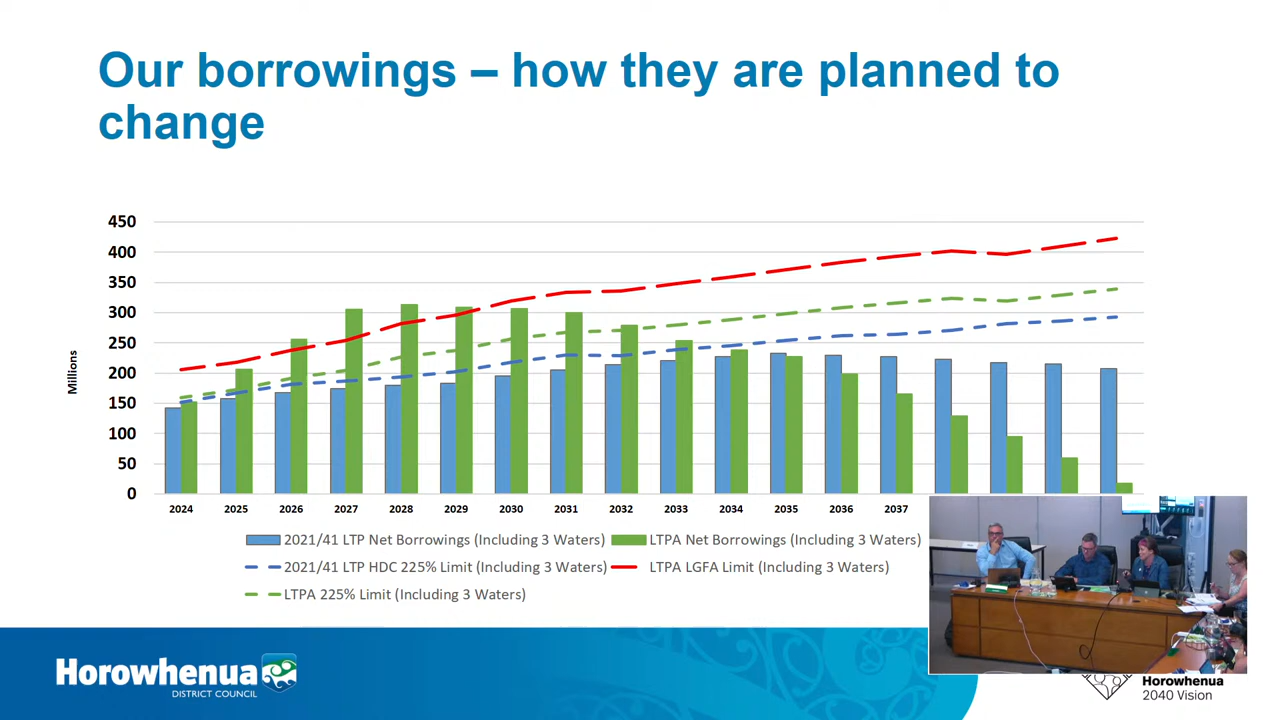 Our borrowings – how they are planned to
change
450
400
350
300
250
200
150
100
50
0
Millions
2024 2025 2026 2027 2028 2029 2030 2031 2032 2033 2034 2035 2036 2037
2021/41 LTP Net Borrowings (Including 3 Waters) LTPA Net Borrowings (Including 3 Waters)
2021/41 LTP HDC 225% Limit (Including 3 Waters) LTPA LGFA Limit (Including 3 Waters)
LTPA 225% Limit (Including 3 Waters)
Horowhenua
DISTRICT COUNCIL
Horowhenua
2040 Vision